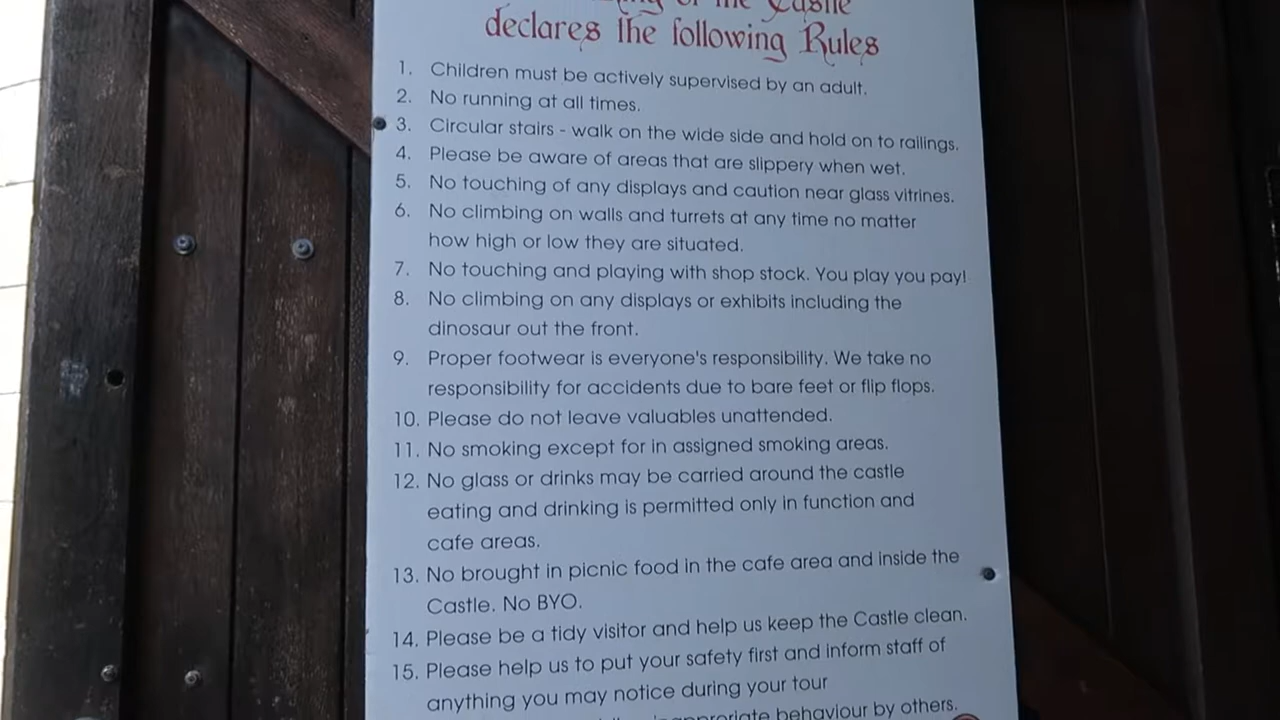 of the Castle
declares the following Rules
1. Children must be actively supervised by an adult.
2. No running at all times.
3. Circular stairs - walk on the wide side and hold on to railings.
4. Please be aware of areas that are slippery when wet.
5. No touching of any displays and caution near glass vitrines.
6. No climbing on walls and turrets at any time no matter
how high or low they are situated.
7. No touching and playing with shop stock. You play you pay!
8. No climbing on any displays or exhibits including the
dinosaur out the front.
9. Proper footwear is everyone's responsibility. We take no
responsibility for accidents due to bare feet or flip flops.
10. Please do not leave valuables unattended.
11. No smoking except for in assigned smoking areas.
12. No glass or drinks may be carried around the castle
eating and drinking is permitted only in function and
cafe areas.
13. No brought in picnic food in the cafe area and inside the
Castle. No BYO.
14. Please be a tidy visitor and help us keep the Castle clean.
15. Please help us to put your safety first and inform staff of
anything you may notice during your tour
inappropriate behaviour by others.